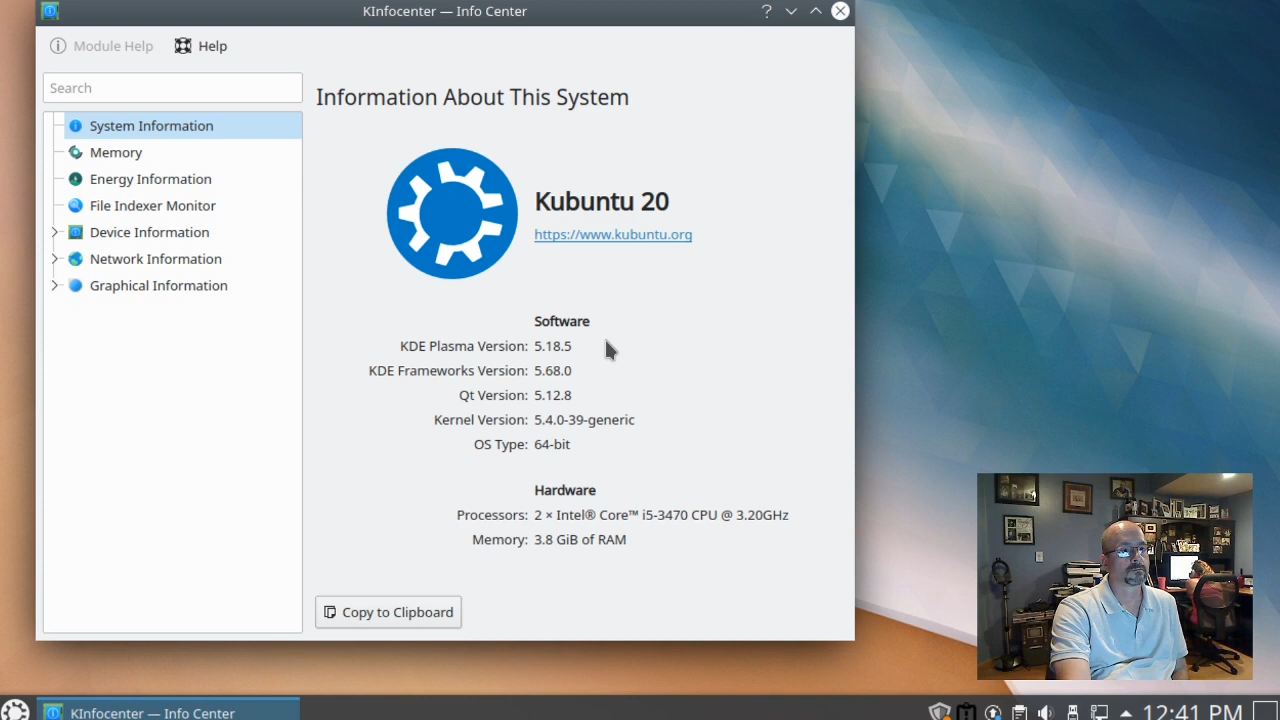 KInfocenter — Info Center
Module Help
Help
Search
System Information
Memory
Energy Information
File Indexer Monitor
Device Information
Network Information
Graphical Information
Information About This System
Kubuntu 20
https://www.kubuntu.org
Software
KDE Plasma Version: 5.18.5
KDE Frameworks Version: 5.68.0
Qt Version: 5.12.8
Kernel Version: 5.4.0-39-generic
OS Type: 64-bit
Hardware
Processors: 2 × Intel® Core™ i5-3470 CPU @ 3.20GHz
Memory: 3.8 GiB of RAM
Copy to Clipboard
KInfocenter — Info Center
12:41 PM